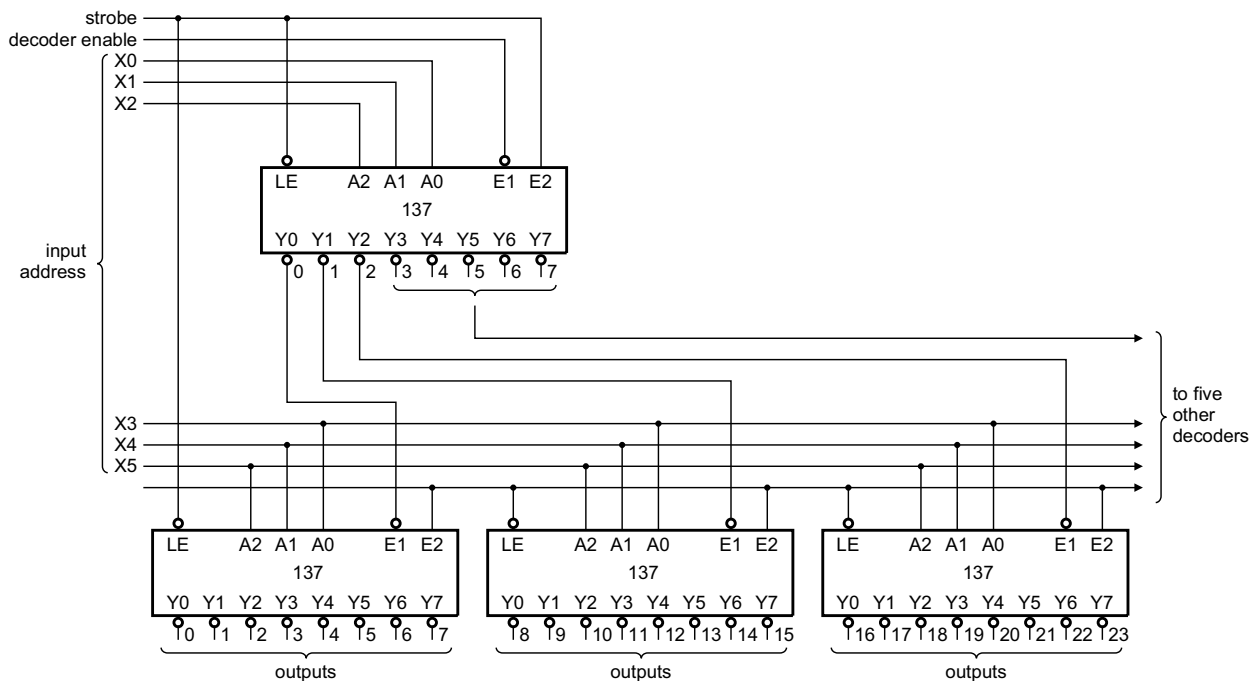 strobe
decoder enable
X0
X1
X2
LE A2 A1 A0 E1 E2
137
Y0 Y1 Y2 Y3 Y4 Y5 Y6 Y7
0 1 2 3 4 5 6 7
input
address
to five
other
decoders
X3
X4
X5
LE A2 A1 A0 E1 E2
137
Y0 Y1 Y2 Y3 Y4 Y5 Y6 Y7
0 1 2 3 4 5 6 7
outputs
LE A2 A1 A0 E1 E2
137
Y0 Y1 Y2 Y3 Y4 Y5 Y6 Y7
8 9 10 11 12 13 14 15
outputs
LE A2 A1 A0 E1 E2
137
Y0 Y1 Y2 Y3 Y4 Y5 Y6 Y7
16 17 18 19 20 21 22 23
outputs